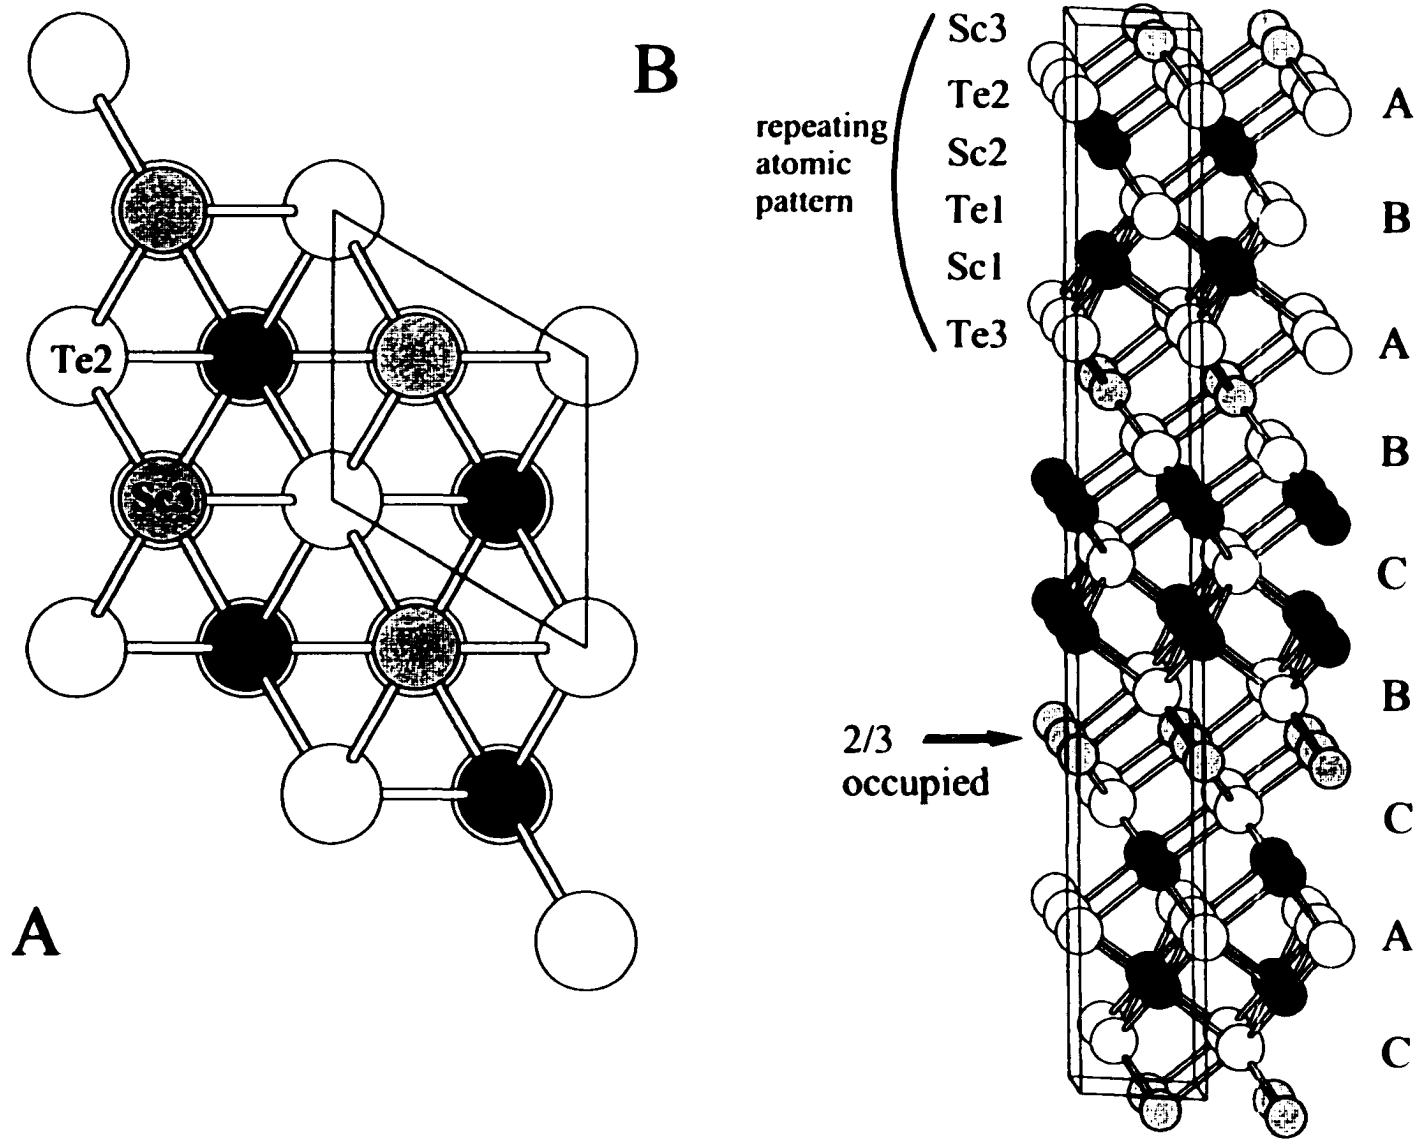 B
Te2
Sc3
A
Sc3
Te2
Sc2
Te1
Sc1
Te3
repeating
atomic
pattern
2/3
occupied
A
B
A
B
C
B
C
A
C